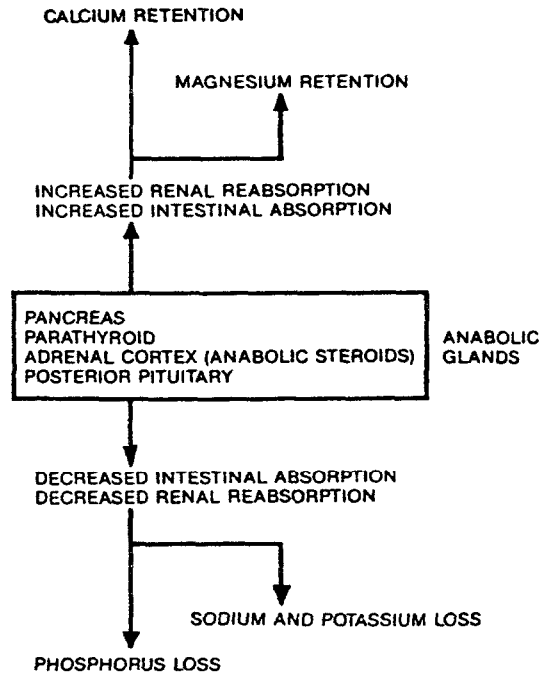 CALCIUM RETENTION
MAGNESIUM RETENTION
INCREASED RENAL REABSORPTION
INCREASED INTESTINAL ABSORPTION
PANCREAS
PARATHYROID
ADRENAL CORTEX (ANABOLIC STEROIDS)
POSTERIOR PITUITARY
ANABOLIC
GLANDS
DECREASED INTESTINAL ABSORPTION
DECREASED RENAL REABSORPTION
SODIUM AND POTASSIUM LOSS
PHOSPHORUS LOSS